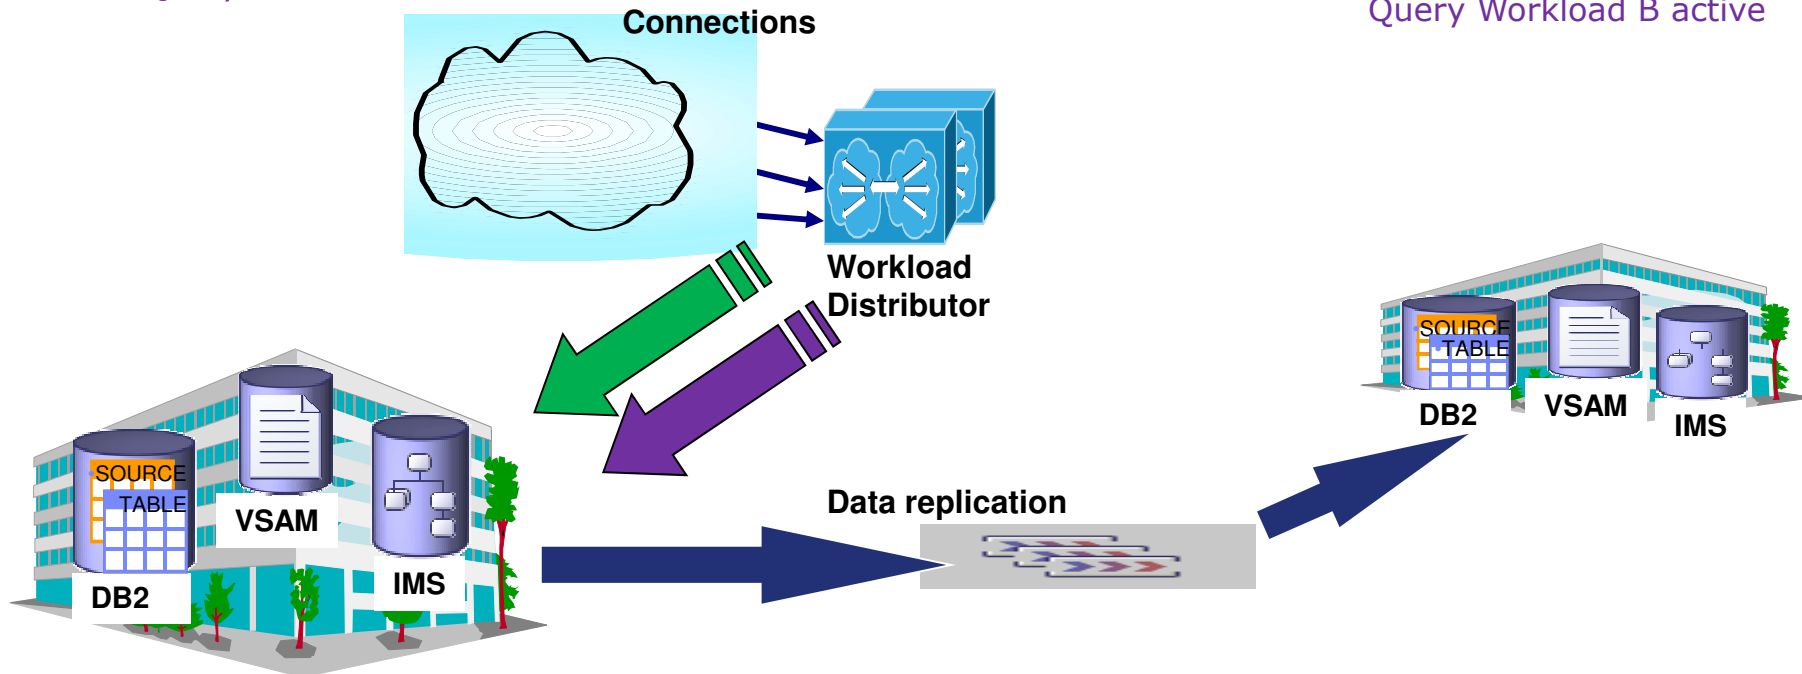 Connections
Query Workload B active
Workload
Distributor
SOURCE
TABLE
DB2
VSAM
IMS
SOURCE
TABLE
VSAM
DB2
IMS
Data replication